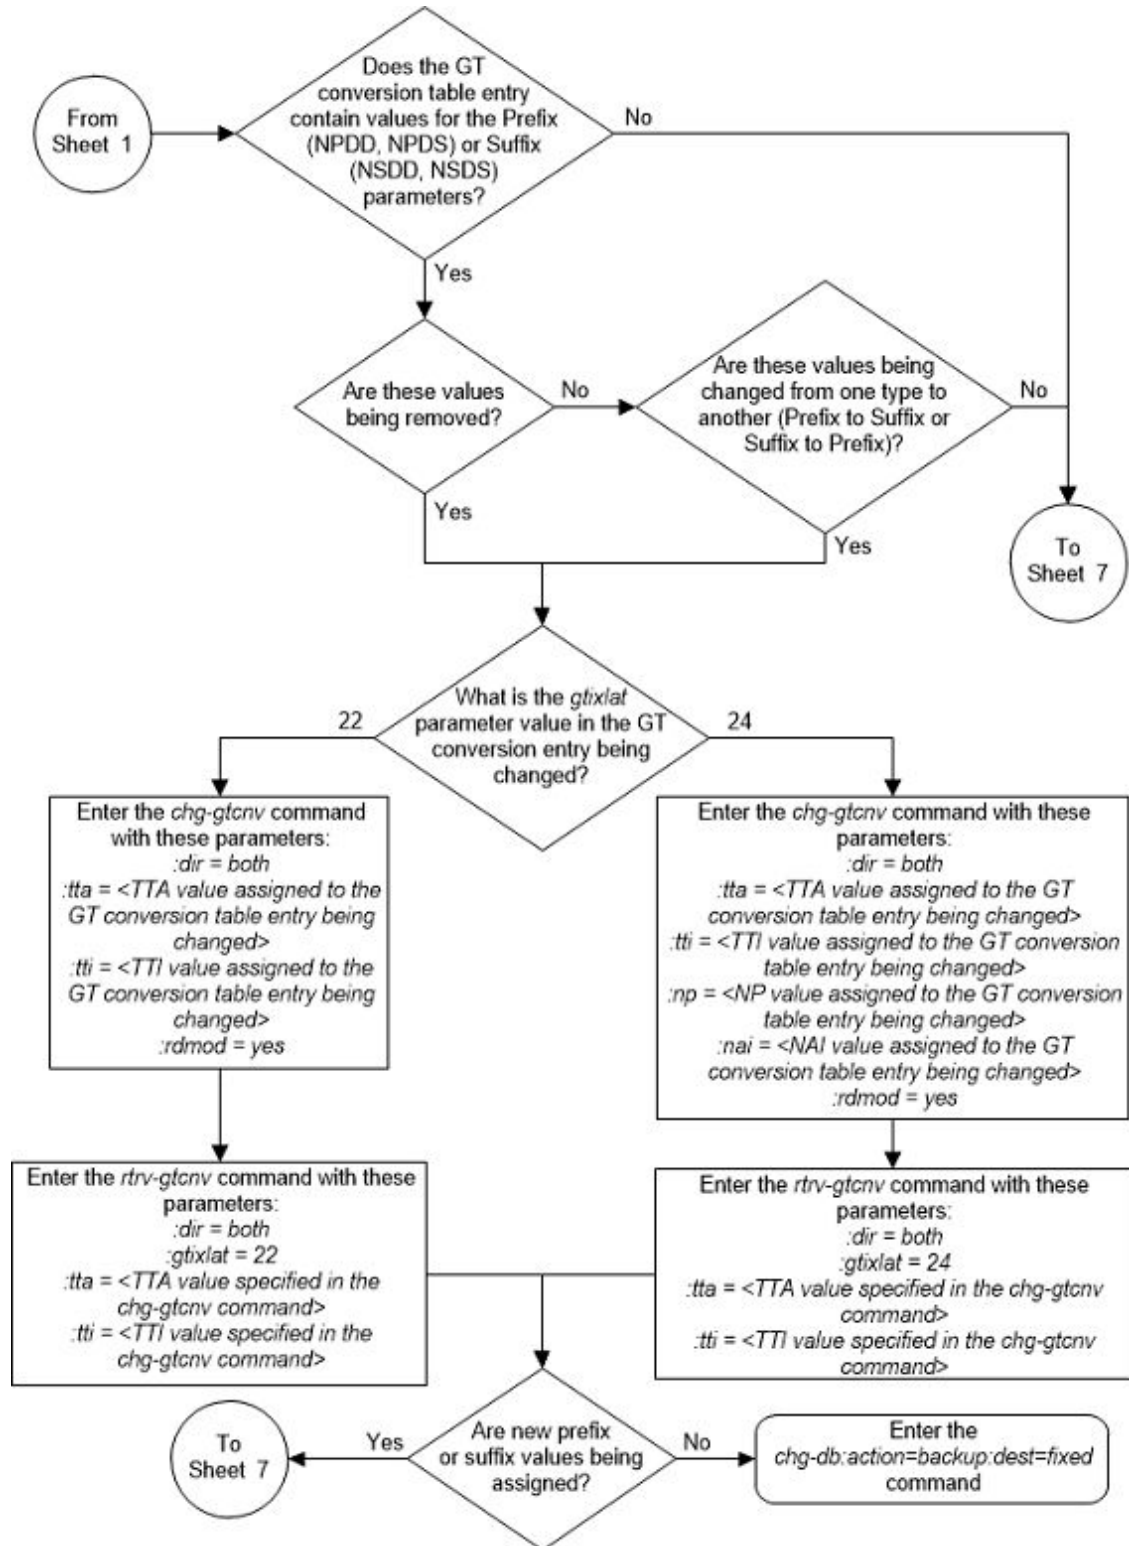 Does the GT
conversion table entry
contain values for the Prefix
(NPDD, NPDS) or Suffix
(NSDD, NSDS)
parameters?
From
Sheet 1
No
Yes
Are these values
being removed?
No
Are these values being
changed from one type to
another (Prefix to Suffix or
Suffix to Prefix)?
No
Yes
Yes
To
Sheet 7
What is the gtixlat
parameter value in the GT
conversion entry being
changed?
22
24
Enter the chg-gtcnv command
with these parameters:
:dir = both
:tta = <TTA value assigned to the
GT conversion table entry being
changed>
:tti = <TTI value assigned to the
GT conversion table entry being
changed>
:rdmod = yes
Enter the chg-gtcnv command with these
parameters:
:dir = both
:tta = <TTA value assigned to the GT
conversion table entry being changed>
:tti = <TTI value assigned to the GT conversion
table entry being changed>
:np = <NP value assigned to the GT conversion
table entry being changed>
:nai = <NAI value assigned to the GT
conversion table entry being changed>
:rdmod = yes
Enter the rtrv-gtcnv command with these
parameters:
:dir = both
:gtixlat = 22
:tta = <TTA value specified in the
chg-gtcnv command>
:tti = <TTI value specified in the
chg-gtcnv command>
Enter the rtrv-gtcnv command with these
parameters:
:dir = both
:gtixlat = 24
:tta = <TTA value specified in the chg-gtcnv
command>
:tti = <TTI value specified in the chg-gtcnv
command>
Are new prefix
or suffix values being
assigned?
Yes
To
Sheet 7
No
Enter the
chg-db:action=backup:dest=fixed
command